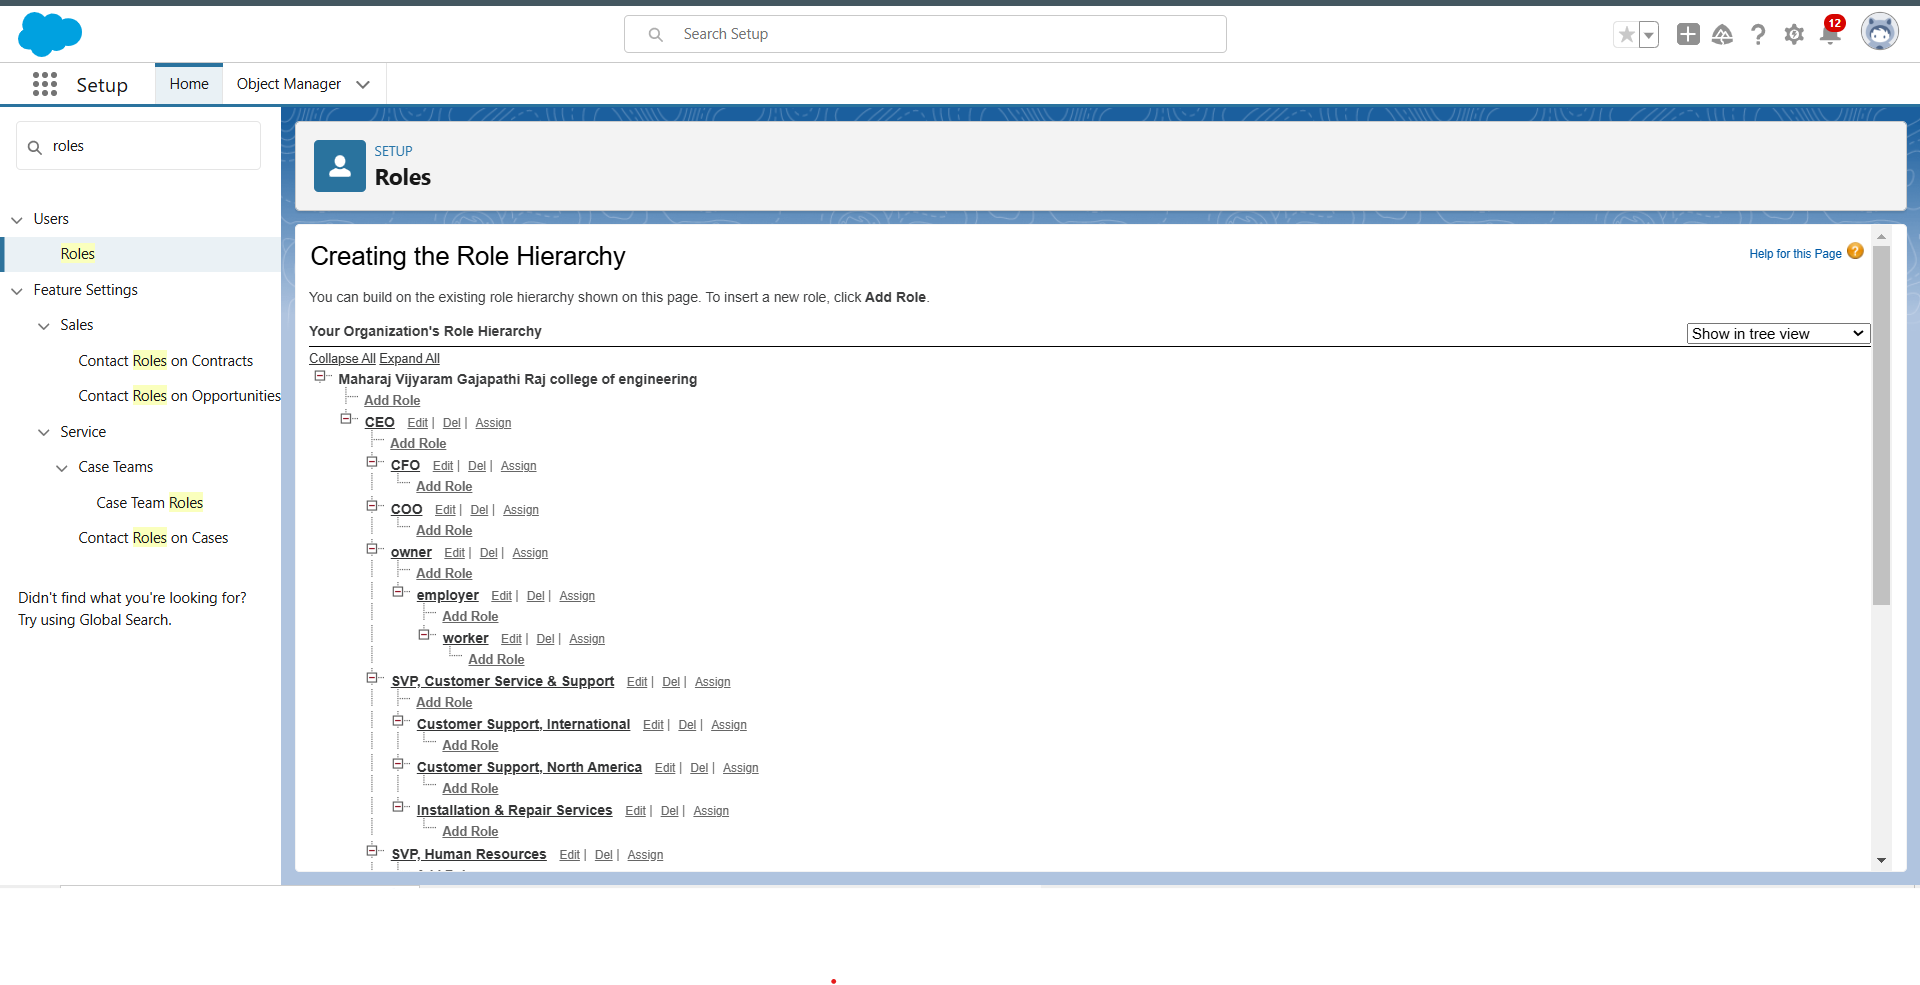 Search Setup
12
Setup
Home
Object Manager
roles
Users
Roles
Feature Settings
Sales
Contact Roles on Contracts
Contact Roles on Opportunities
Service
Case Teams
Case Team Roles
Contact Roles on Cases
Didn't find what you're looking for?
Try using Global Search.
SETUP
Roles
Creating the Role Hierarchy
Help for this Page ?
You can build on the existing role hierarchy shown on this page. To insert a new role, click Add Role.
Your Organization's Role Hierarchy
Show in tree view
Collapse All Expand All
Maharaj Vijyaram Gajapathi Raj college of engineering
Add Role
CEO Edit | Del | Assign
Add Role
CFO Edit | Del | Assign
Add Role
COO Edit | Del | Assign
Add Role
owner Edit | Del | Assign
Add Role
employer Edit | Del | Assign
Add Role
worker Edit | Del | Assign
Add Role
SVP, Customer Service & Support Edit | Del | Assign
Add Role
Customer Support, International Edit | Del | Assign
Add Role
Customer Support, North America Edit | Del | Assign
Add Role
Installation & Repair Services Edit | Del | Assign
Add Role
SVP, Human Resources Edit | Del | Assign